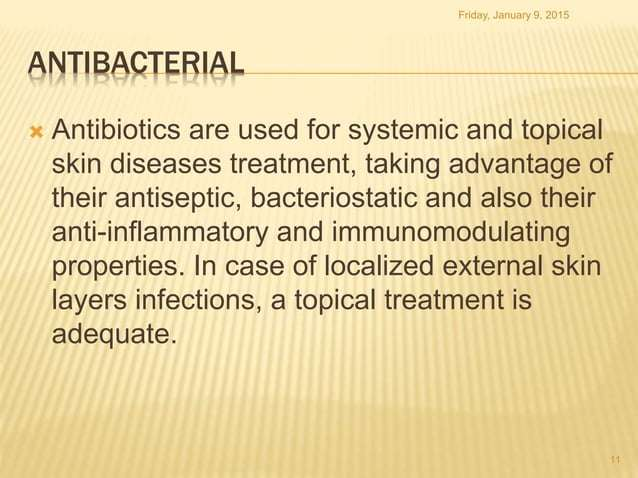 Friday, January 9, 2015
ANTIBACTERIAL
Antibiotics are used for systemic and topical
skin diseases treatment, taking advantage of
their antiseptic, bacteriostatic and also their
anti-inflammatory and immunomodulating
properties. In case of localized external skin
layers infections, a topical treatment is
adequate.
11